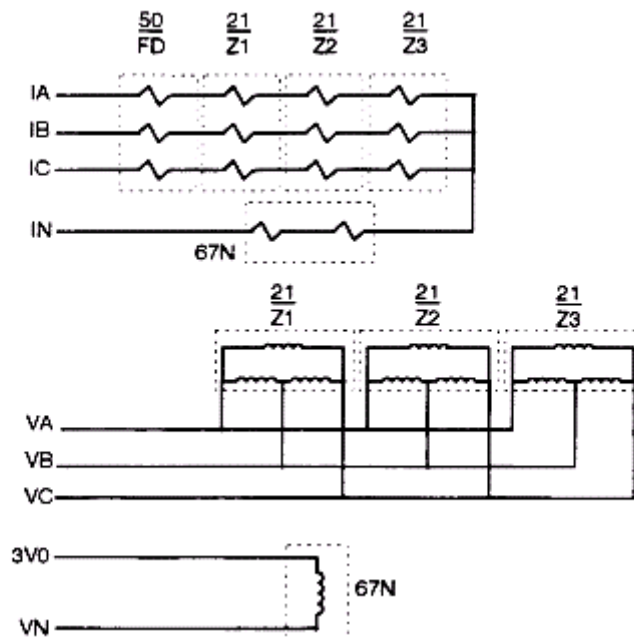 50 21 21 21
FD Z1 Z2 Z3
IA
IB
IC
IN
67N
21 21 21
Z1 Z2 Z3
VA
VB
VC
3V0
67N
VN